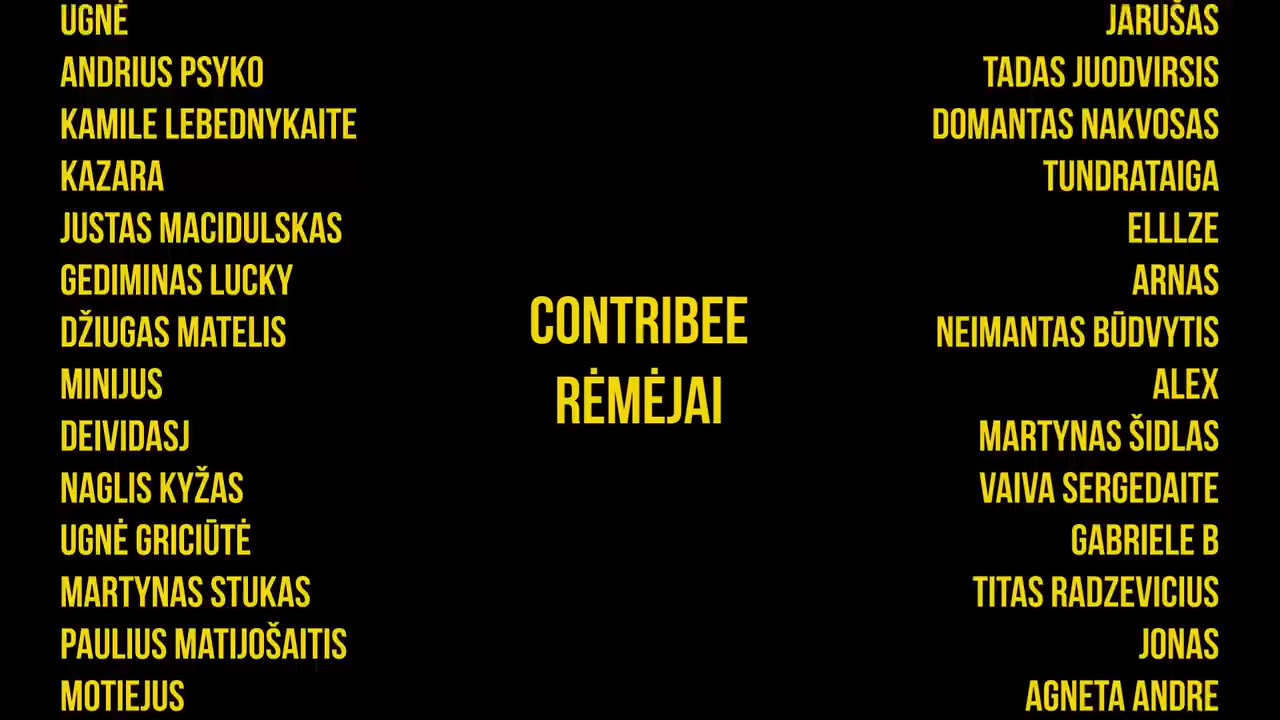 UGNĖ
ANDRIUS PSYKO
KAMILE LEBEDNYKAITE
KAZARA
JUSTAS MACIDULSKAS
GEDIMINAS LUCKY
DŽIUGAS MATELIS
MINIJUS
DEIVIDASJ
NAGLIS KYŽAS
UGNĖ GRICIŪTĖ
MARTYNAS STUKAS
PAULIUS MATIJOŠAITIS
MOTIEJUS
CONTRIBEE
RĖMĖJAI
JARUŠAS
TADAS JUODVIRSIS
DOMANTAS NAKVOSAS
TUNDRATAIGA
ELLLZE
ARNAS
NEIMANTAS BŪDVYTIS
ALEX
MARTYNAS ŠIDLAS
VAIVA SERGEDAITE
GABRIELE B
TITAS RADZEVICIUS
JONAS
AGNETA ANDRE